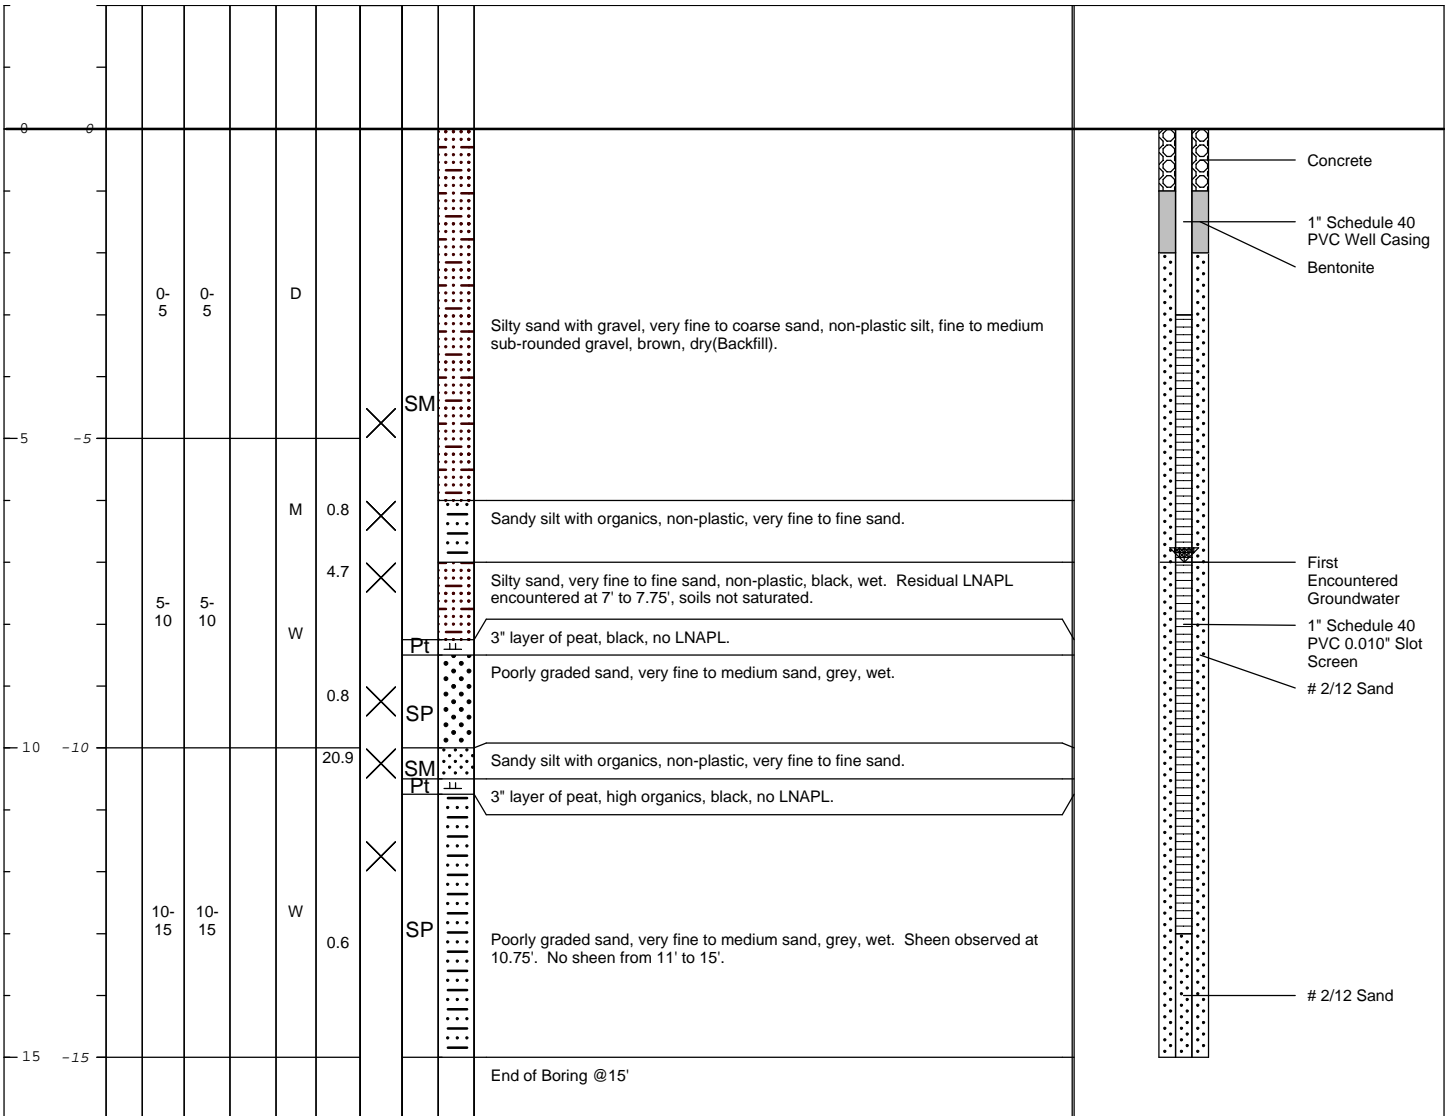 0 0
Concrete
1" Schedule 40
PVC Well Casing
Bentonite
0-
5
0-
5
D
Silty sand with gravel, very fine to coarse sand, non-plastic silt, fine to medium
sub-rounded gravel, brown, dry(Backfill).
SM
5 -5
M 0.8
Sandy silt with organics, non-plastic, very fine to fine sand.
4.7
Silty sand, very fine to fine sand, non-plastic, black, wet. Residual LNAPL
encountered at 7' to 7.75', soils not saturated.
First
Encountered
Groundwater
5-
10
5-
10
W
1" Schedule 40
PVC 0.010" Slot
Screen
Pt
3" layer of peat, black, no LNAPL.
Poorly graded sand, very fine to medium sand, grey, wet.
0.8
SP
# 2/12 Sand
10 -10
20.9
SM
Sandy silt with organics, non-plastic, very fine to fine sand.
Pt
3" layer of peat, high organics, black, no LNAPL.
10-
15
10-
15
W
0.6
SP
Poorly graded sand, very fine to medium sand, grey, wet. Sheen observed at
10.75'. No sheen from 11' to 15'.
# 2/12 Sand
15 -15
End of Boring @15'